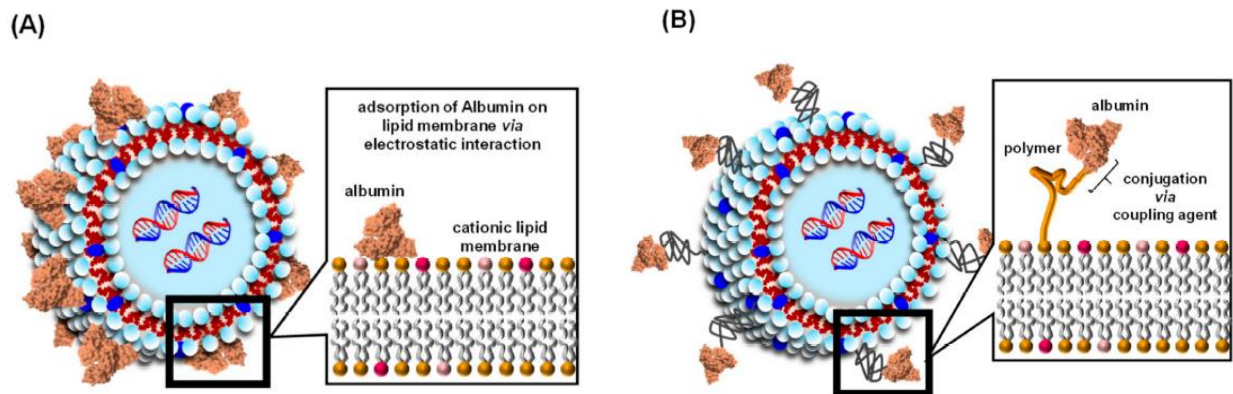 (A)
adsorption of Albumin on
lipid membrane via
electrostatic interaction
albumin
cationic lipid
membrane
(B)
albumin
polymer
conjugation
via
coupling agent